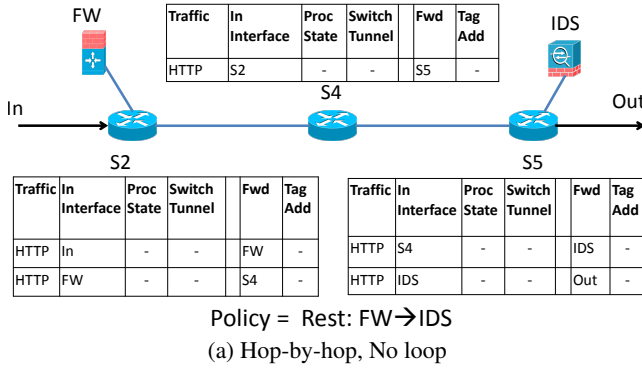 FW
IDS
Traffic In Interface Proc State Switch Tunnel Fwd Tag Add
HTTP S2 - - S5 -
In
S4
Out
S2
S5
Traffic In Interface Proc State Switch Tunnel Fwd Tag Add
HTTP In - - FW -
HTTP FW - - S4 -
Traffic In Interface Proc State Switch Tunnel Fwd Tag Add
HTTP S4 - - IDS -
HTTP IDS - - Out -
Policy = Rest: FW→IDS
(a) Hop-by-hop, No loop